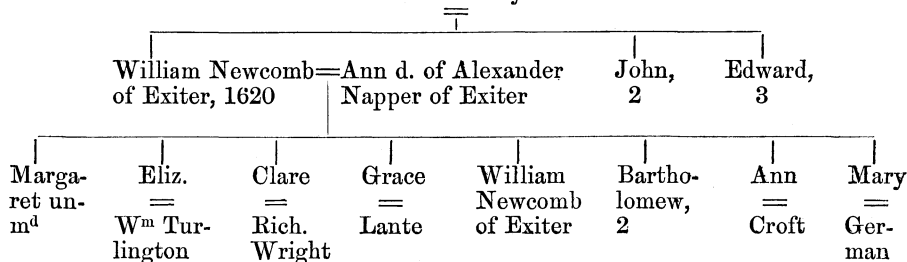 =
William Newcomb=Ann d. of Alexander John, Edward,
of Exiter, 1620 Napper of Exiter 2 3
Marga- Eliz. Clare Grace William Bartho- Ann Mary
ret un- = = = Newcomb lomew, = =
mᵈ Wᵐ Tur- Rich. Lante of Exiter 2 Croft Ger-
lington Wright man